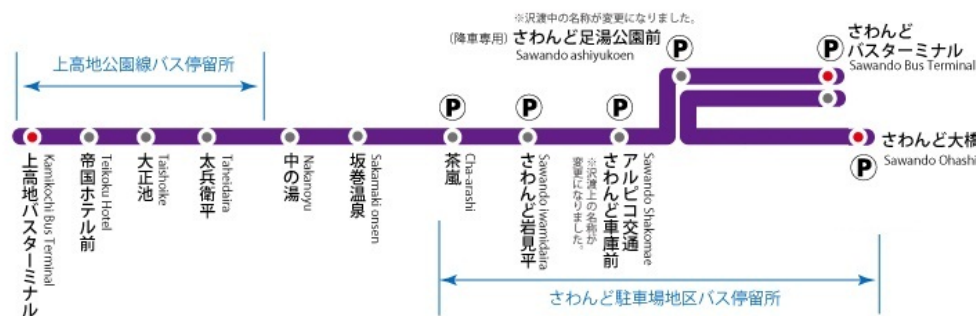 ※沢渡中の名称が変更になりました。
(降車専用) さわんど足湯公園前
Sawando ashiyukoen
P
P
さわんど
バスターミナル
Sawando Bus Terminal
上高地公園線バス停留所
P
P
P
さわんど大橋
Sawando Ohashi
P
上高地バスターミナル
Kamikochi Bus Terminal
帝国ホテル前
Teikoku Hotel
大正池
Taishoike
太兵衛平
Taheidaira
中の湯
Nakanoyu
坂巻温泉
Sakamaki onsen
茶嵐
Cha-arashi
さわんど岩見平
Sawando iwamidaira
アルピコ交通
さわんど車庫前
Sawando Shakomae
※沢渡上の名称が
変更になりました。
さわんど駐車場地区バス停留所